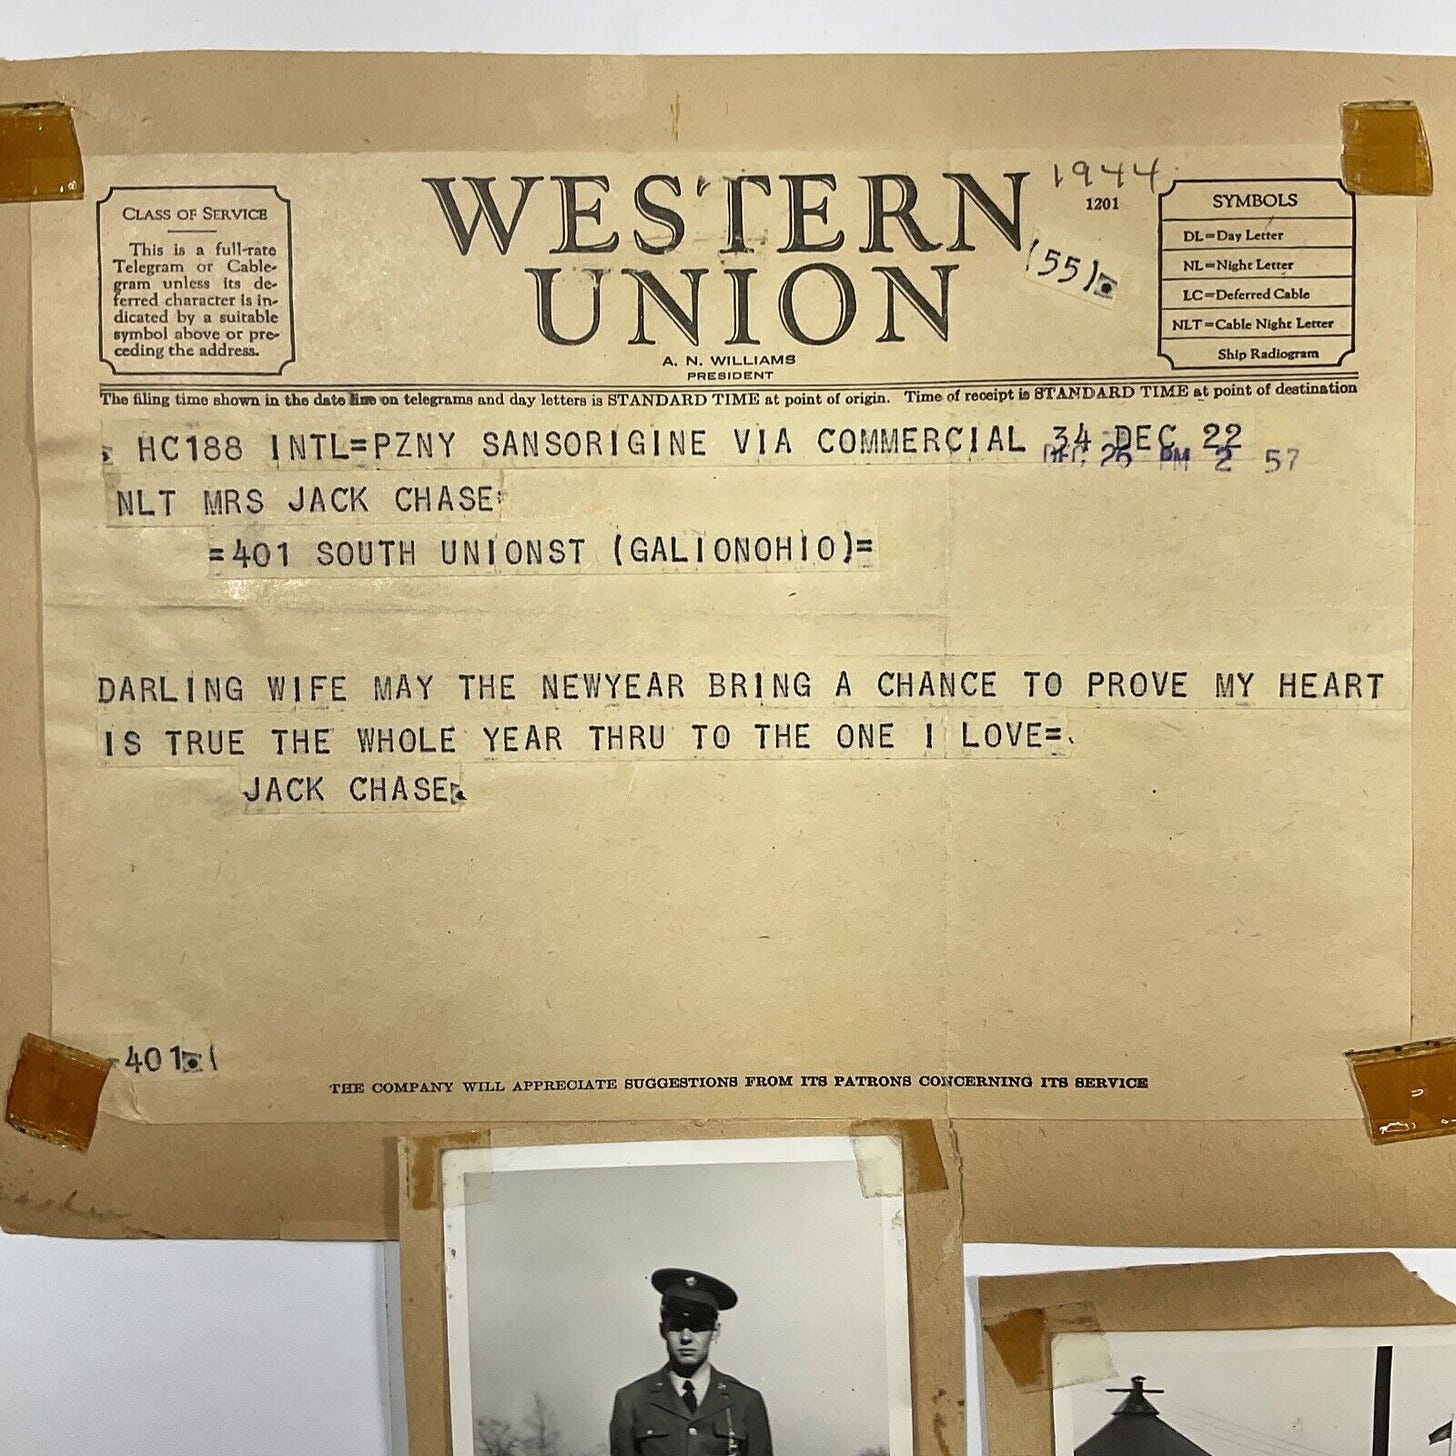 1944
WESTERN
UNION
1201
(55).
A. N. WILLIAMS
PRESIDENT
CLASS OF SERVICE
This is a full-rate
Telegram or Cable-
gram unless its de-
ferred character is in-
dicated by a suitable
symbol above or pre-
ceding the address.
SYMBOLS
DL=Day Letter
NL=Night Letter
LC=Deferred Cable
NLT=Cable Night Letter
Ship Radiogram
The filing time shown in the date line on telegrams and day letters is STANDARD TIME at point of origin. Time of receipt is STANDARD TIME at point of destination
HC188 INTL=PZNY SANSORIGINE VIA COMMERCIAL 34 DEC 22
DEC 25 PM 2 57
NLT MRS JACK CHASE
=401 SOUTH UNIONST (GALIONOHIO)=
DARLING WIFE MAY THE NEWYEAR BRING A CHANCE TO PROVE MY HEART
IS TRUE THE WHOLE YEAR THRU TO THE ONE I LOVE=
JACK CHASE.
401.(
THE COMPANY WILL APPRECIATE SUGGESTIONS FROM ITS PATRONS CONCERNING ITS SERVICE